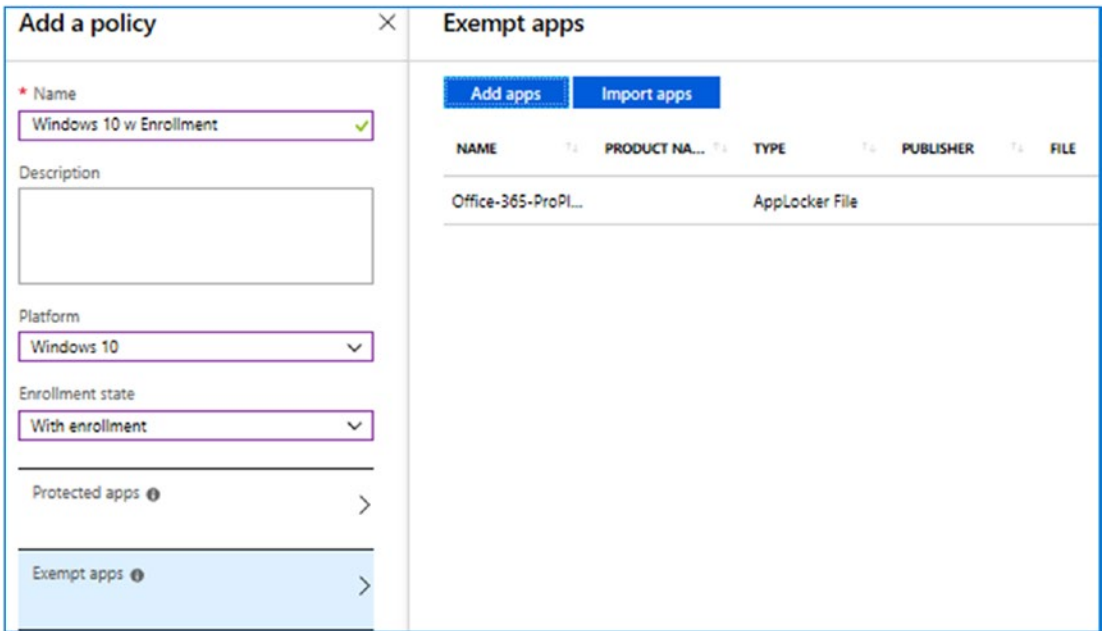 Add a policy
* Name
Windows 10 w Enrollment
Description
Platform
Windows 10
Enrollment state
With enrollment
Protected apps
Exempt apps
Exempt apps
Add apps Import apps
NAME PRODUCT NA... TYPE PUBLISHER FILE
Office-365-ProPl... AppLocker File